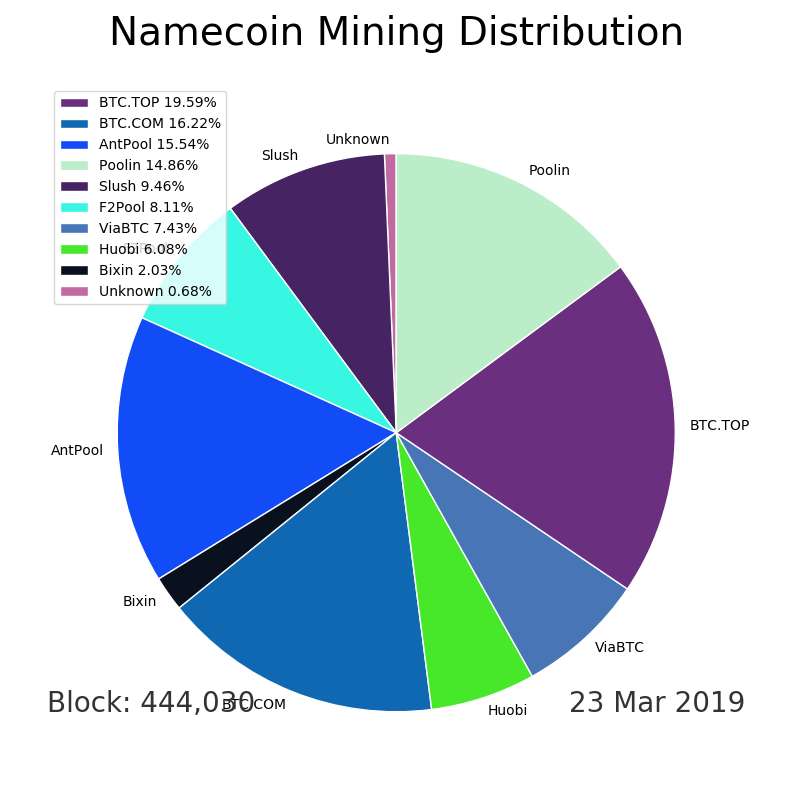 Namecoin Mining Distribution
BTC.TOP 19.59%
BTC.COM 16.22%
AntPool 15.54%
Poolin 14.86%
Slush 9.46%
F2Pool 8.11%
ViaBTC 7.43%
Huobi 6.08%
Bixin 2.03%
Unknown 0.68%
Unknown
Slush
Poolin
BTC.TOP
AntPool
Bixin
ViaBTC
BTC.COM
Huobi
Block: 444,030
23 Mar 2019